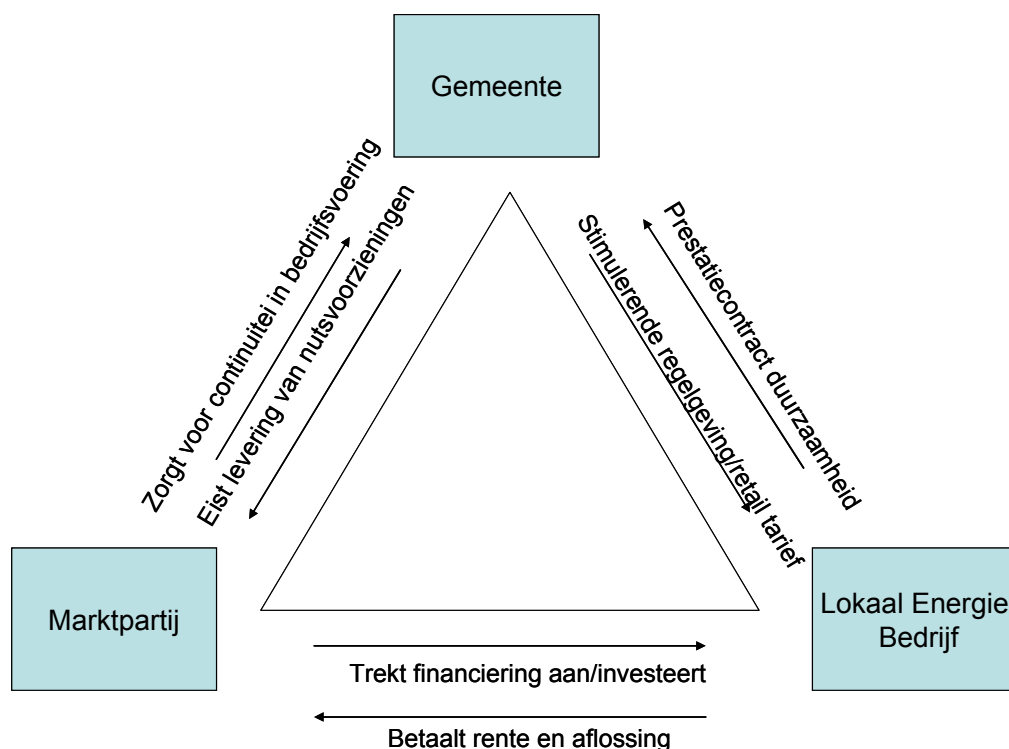 Gemeente
Zorgt voor continuitei in bedrijfsvoering
Eist levering van nutsvoorzieningen
Stimulerende regelgeving/retail tarief
Prestatiecontract duurzaamheid
Marktpartij
Lokaal Energie
Bedrijf
Trekt financiering aan/investeert
Betaalt rente en aflossing